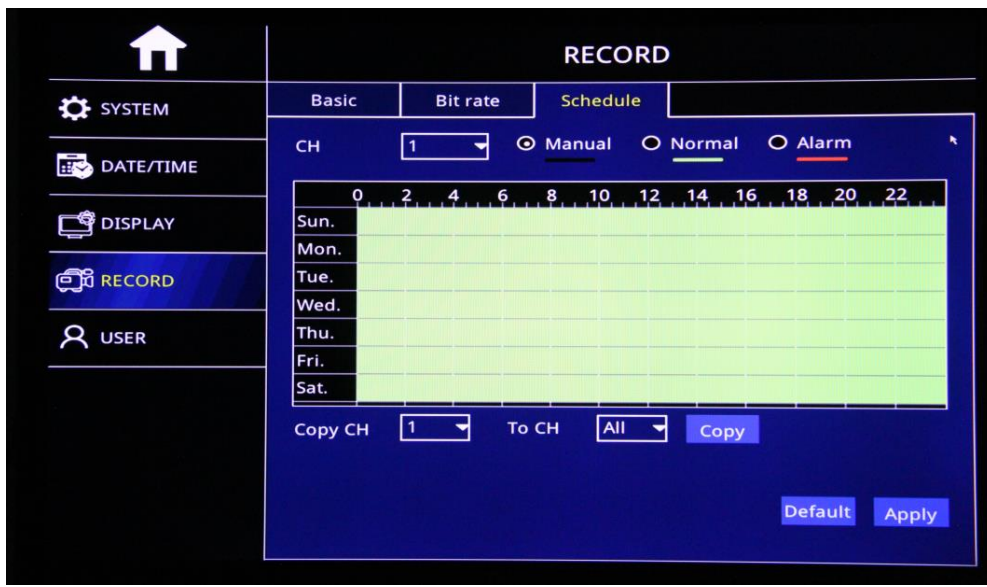 RECORD
SYSTEM
DATE/TIME
DISPLAY
RECORD
USER
Basic Bit rate Schedule
CH 1 Manual Normal Alarm
0 2 4 6 8 10 12 14 16 18 20 22
Sun.
Mon.
Tue.
Wed.
Thu.
Fri.
Sat.
Copy CH 1 To CH All Copy
Default Apply